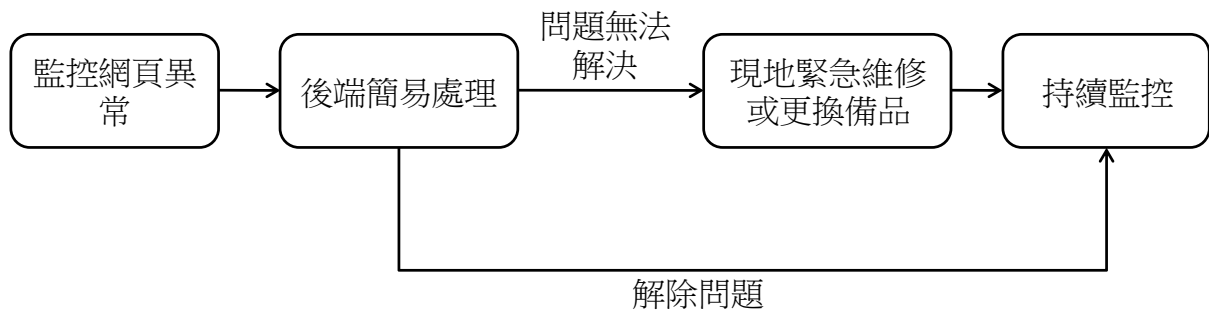 監控網頁異
常
後端簡易處理
問題無法
解決
現地緊急維修
或更換備品
持續監控
解除問題